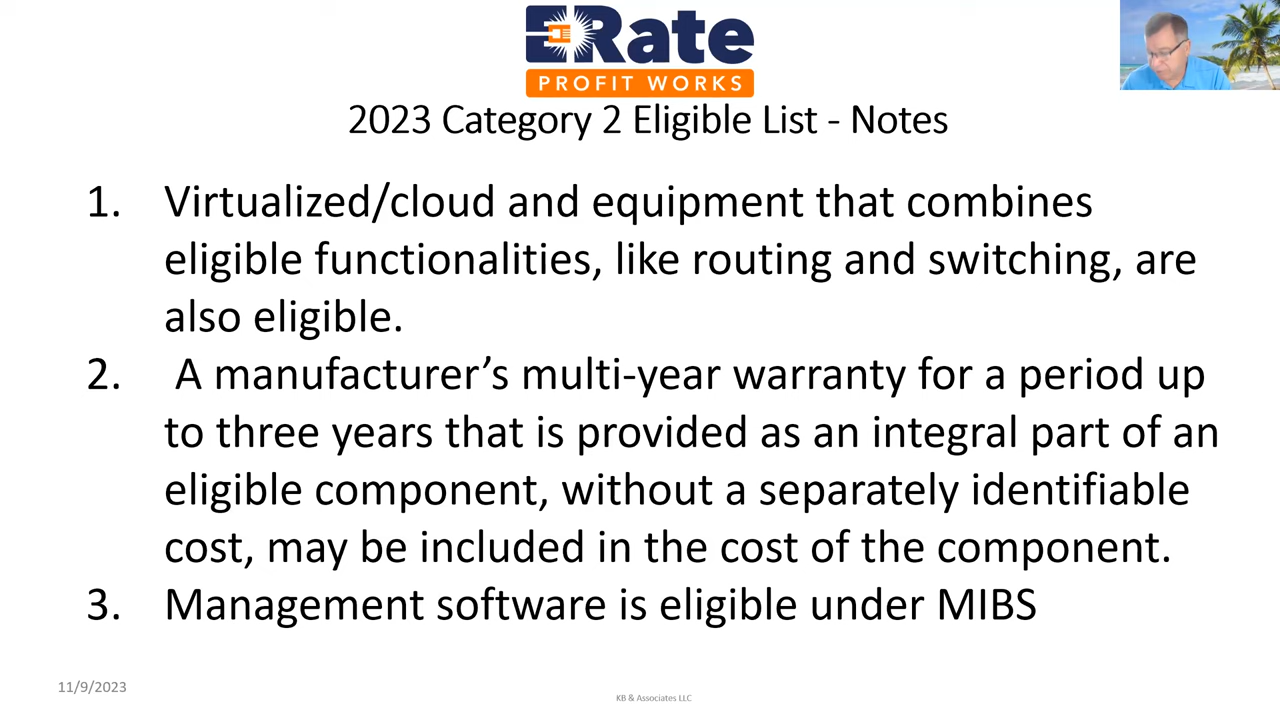 ERate
PROFIT WORKS
2023 Category 2 Eligible List - Notes
1. Virtualized/cloud and equipment that combines
eligible functionalities, like routing and switching, are
also eligible.
2. A manufacturer’s multi-year warranty for a period up
to three years that is provided as an integral part of an
eligible component, without a separately identifiable
cost, may be included in the cost of the component.
3. Management software is eligible under MIBS
11/9/2023
KB & Associates LLC